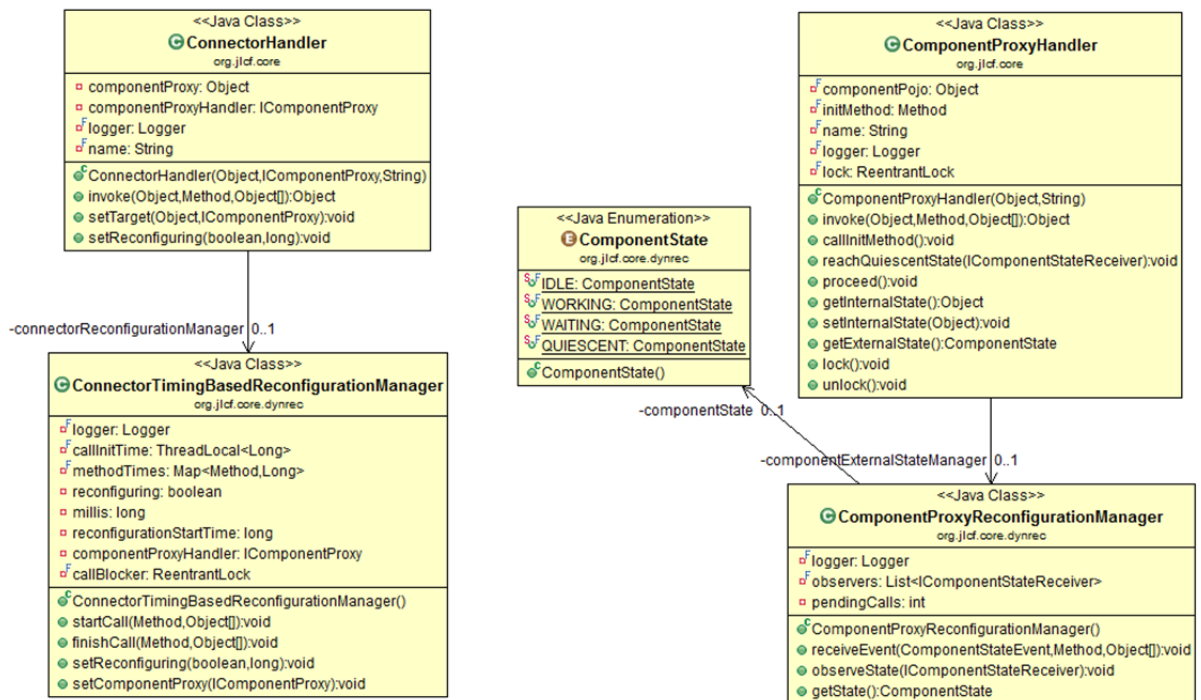 <<Java Class>>
ConnectorHandler
org.jlcf.core
componentProxy: Object
componentProxyHandler: IComponentProxy
logger: Logger
name: String
ConnectorHandler(Object,IComponentProxy,String)
invoke(Object,Method,Object[]):Object
setTarget(Object,IComponentProxy):void
setReconfiguring(boolean,long):void
-connectorReconfigurationManager 0..1
<<Java Class>>
ConnectorTimingBasedReconfigurationManager
org.jlcf.core.dynrec
logger: Logger
callInitTime: ThreadLocal<Long>
methodTimes: Map<Method,Long>
reconfiguring: boolean
millis: long
reconfigurationStartTime: long
componentProxyHandler: IComponentProxy
callBlocker: ReentrantLock
ConnectorTimingBasedReconfigurationManager()
startCall(Method,Object[]):void
finishCall(Method,Object[]):void
setReconfiguring(boolean,long):void
setComponentProxy(IComponentProxy):void
<<Java Enumeration>>
ComponentState
org.jlcf.core.dynrec
IDLE: ComponentState
WORKING: ComponentState
WAITING: ComponentState
QUIESCENT: ComponentState
ComponentState()
-componentState 0..1
<<Java Class>>
ComponentProxyHandler
org.jlcf.core
componentPojo: Object
initMethod: Method
name: String
logger: Logger
lock: ReentrantLock
ComponentProxyHandler(Object,String)
invoke(Object,Method,Object[]):Object
callInitMethod():void
reachQuiescentState(IComponentStateReceiver):void
proceed():void
getInternalState():Object
setInternalState(Object):void
getExternalState():ComponentState
lock():void
unlock():void
-componentExternalStateManager 0..1
<<Java Class>>
ComponentProxyReconfigurationManager
org.jlcf.core.dynrec
logger: Logger
observers: List<IComponentStateReceiver>
pendingCalls: int
ComponentProxyReconfigurationManager()
receiveEvent(ComponentStateEvent,Method,Object[]):void
observeState(IComponentStateReceiver):void
getState():ComponentState